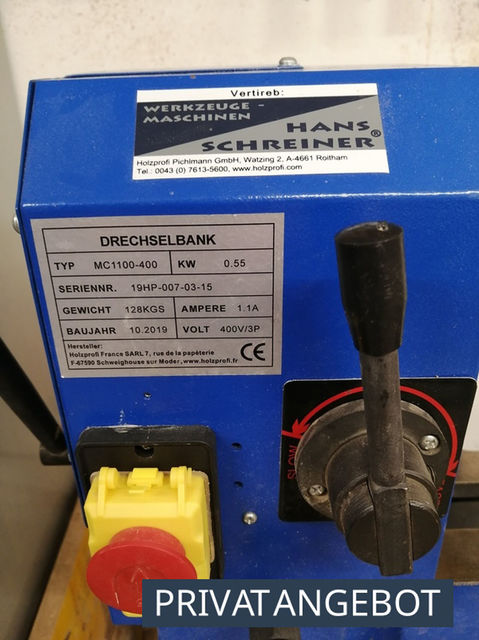 Vertrieb:
WERKZEUGE -
MASCHINEN
HANS
SCHREINER®
Holzprofi Pichlmann GmbH, Watzing 2, A-4661 Roitham
Tel.: 0043 (0) 7613-5600, www.holzprofi.com
DRECHSELBANK
TYP MC1100-400 KW 0.55
SERIENNR. 19HP-007-03-15
GEWICHT 128KGS AMPERE 1.1A
BAUJAHR 10.2019 VOLT 400V/3P
Hersteller:
Holzprofi France SARL 7, rue de la papèterie
F-67590 Schweighouse sur Moder, www.holzprofi.fr
CE
SLOW
PRIVATANGEBOT